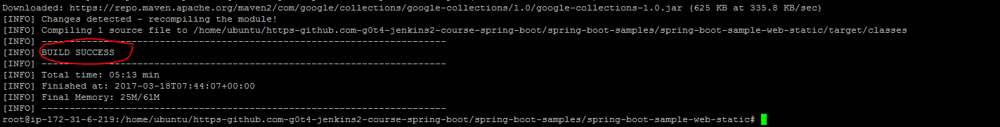 Downloaded: https://repo.maven.apache.org/maven2/com/google/collections/google-collections/1.0/google-collections-1.0.jar (625 KB at 335.8 KB/sec)
[INFO] Changes detected - recompiling the module!
[INFO] Compiling 1 source file to /home/ubuntu/https-github.com-g0t4-jenkins2-course-spring-boot/spring-boot-samples/spring-boot-sample-web-static/target/classes
[INFO] ------------------------------------------------------------------------
[INFO] BUILD SUCCESS
[INFO] ------------------------------------------------------------------------
[INFO] Total time: 05:13 min
[INFO] Finished at: 2017-03-18T07:44:07+00:00
[INFO] Final Memory: 25M/61M
[INFO] ------------------------------------------------------------------------
root@ip-172-31-6-219:/home/ubuntu/https-github.com-g0t4-jenkins2-course-spring-boot/spring-boot-samples/spring-boot-sample-web-static#